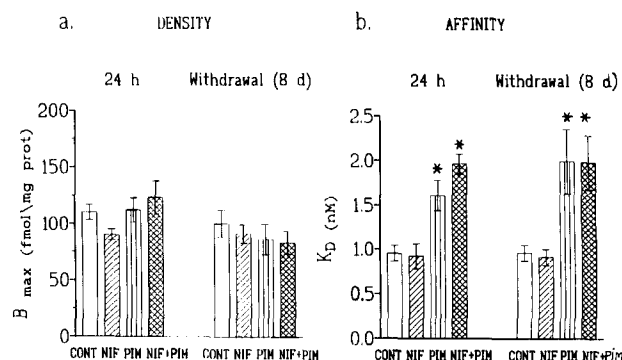 a. DENSITY
24 h Withdrawal (8 d)
200
150
100
50
0
B max (fmol\mg prot)
CONT NIF PIM NIF+PIM CONT NIF PIM NIF+PIM
b. AFFINITY
24 h Withdrawal (8 d)
2.5
2.0
1.5
1.0
0.5
0.0
K_D (nM)
* * * *
CONT NIF PIM NIF+PIM CONT NIF PIM NIF+PIM